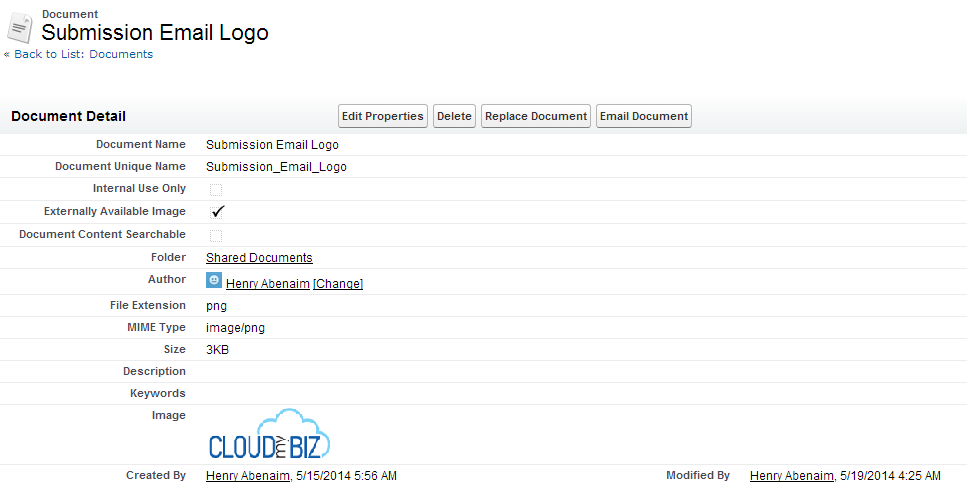 Document
Submission Email Logo
« Back to List: Documents
Document Detail Edit Properties Delete Replace Document Email Document
Document Name Submission Email Logo
Document Unique Name Submission_Email_Logo
Internal Use Only
Externally Available Image
Document Content Searchable
Folder Shared Documents
Author Henry Abenaim [Change]
File Extension png
MIME Type image/png
Size 3KB
Description
Keywords
Image
CLOUD my BIZ
Created By Henry Abenaim, 5/15/2014 5:56 AM Modified By Henry Abenaim, 5/19/2014 4:25 AM